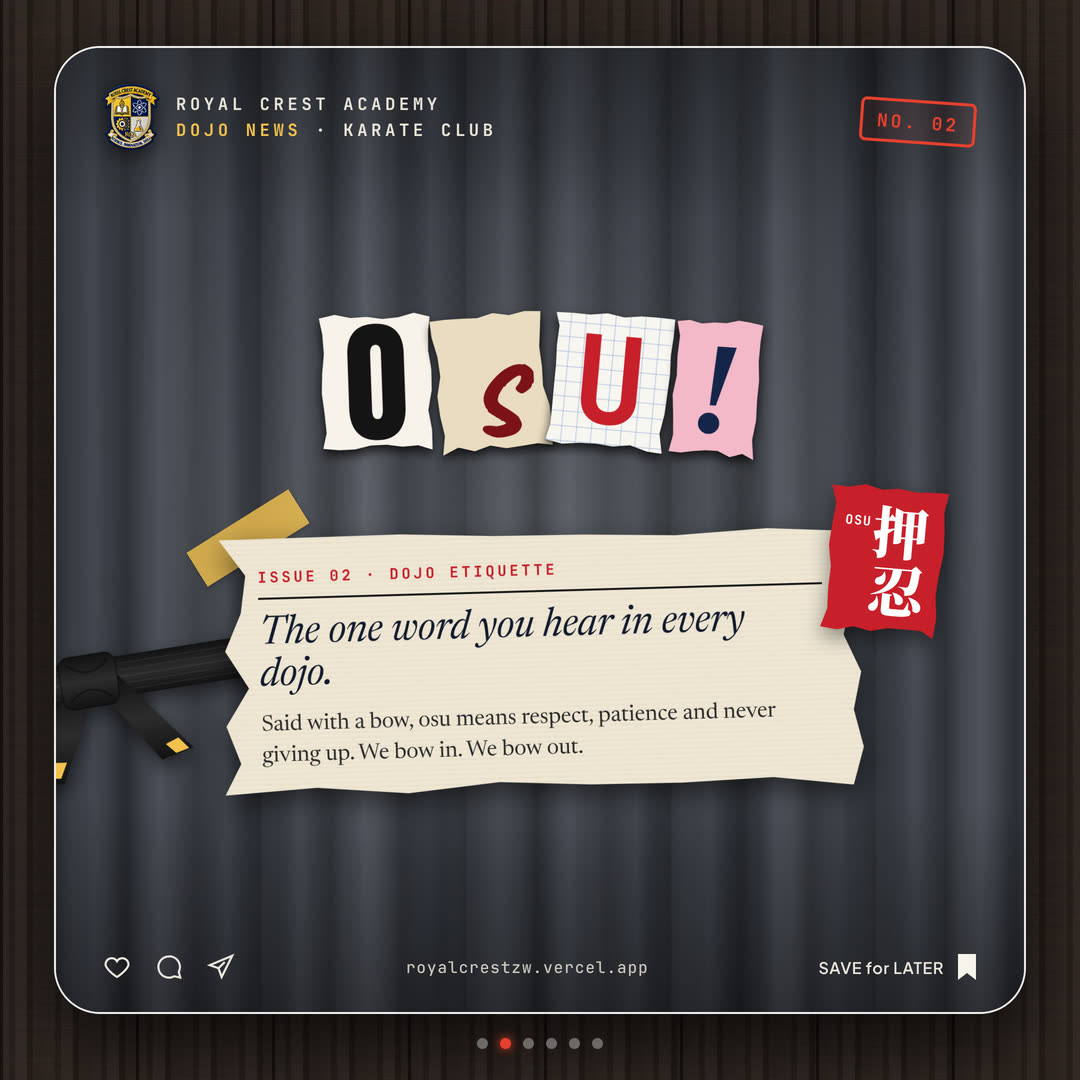 ROYAL CREST ACADEMY
DOJO NEWS · KARATE CLUB
NO. 02
OsU!
OSU
押忍
ISSUE 02 · DOJO ETIQUETTE
The one word you hear in every
dojo.
Said with a bow, osu means respect, patience and never
giving up. We bow in. We bow out.
royalcrestzw.vercel.app
SAVE for LATER